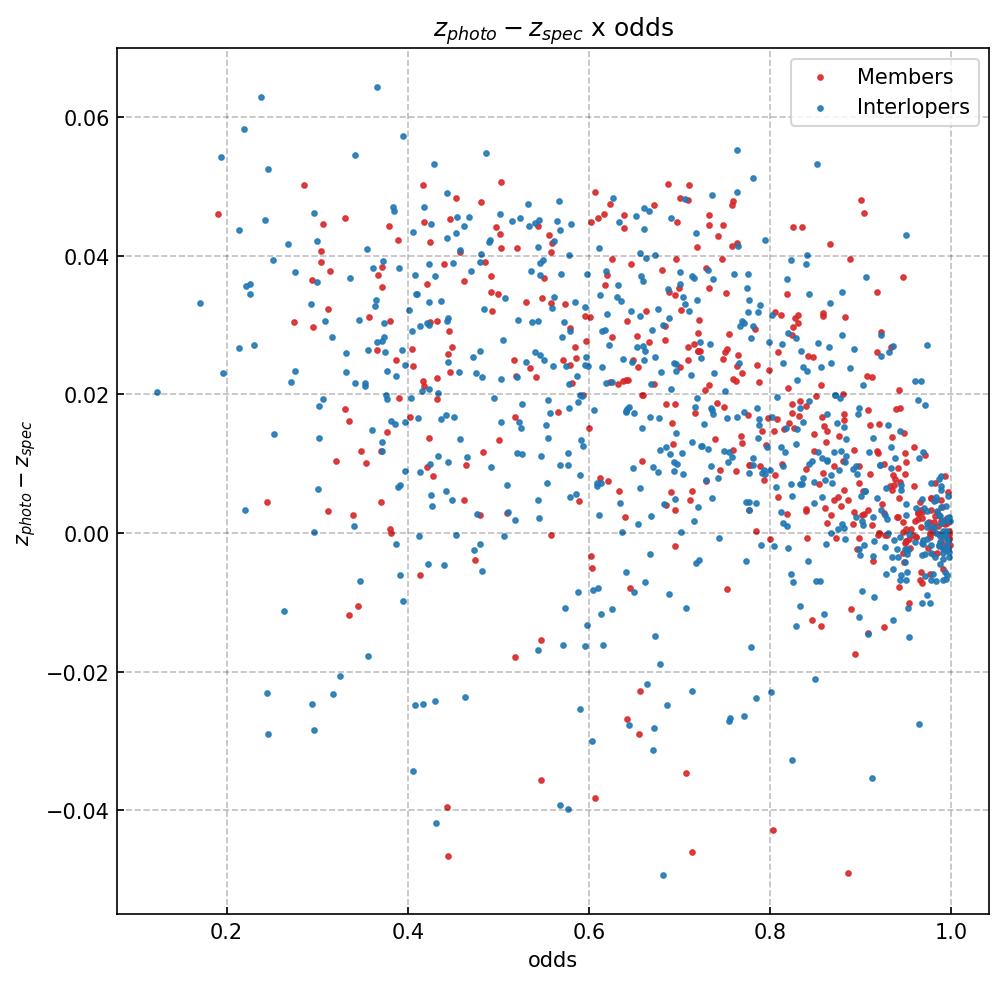 z_photo − z_spec x odds
Members
Interlopers
0.06
0.04
0.02
0.00
−0.02
−0.04
z_photo − z_spec
0.2 0.4 0.6 0.8 1.0
odds